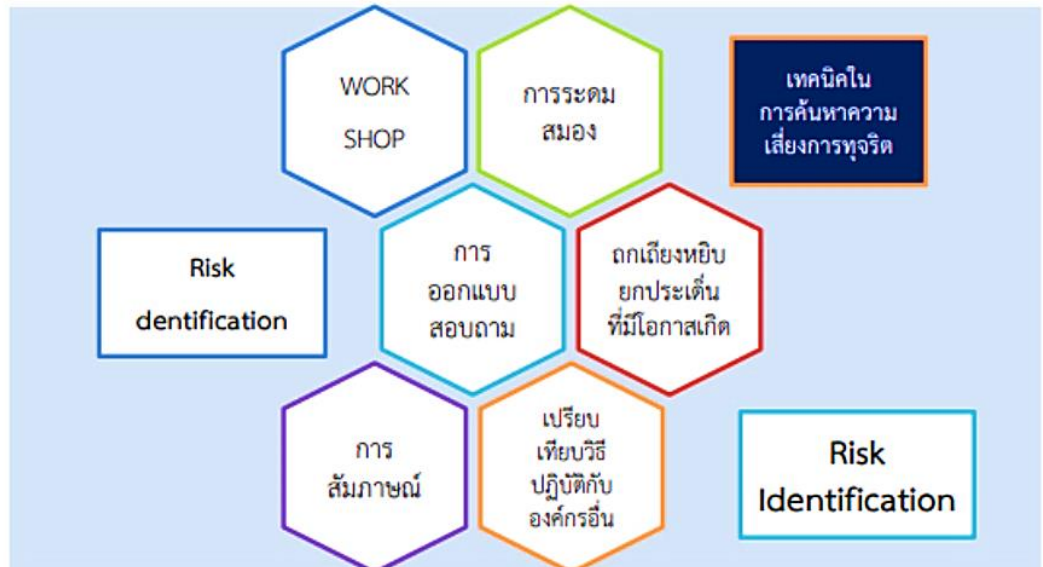 WORK
SHOP
การระดม
สมอง
เทคนิคใน
การค้นหาความ
เสี่ยงการทุจริต
Risk
dentification
การ
ออกแบบ
สอบถาม
ถกเถียงหยิบ
ยกประเด็น
ที่มีโอกาสเกิด
การ
สัมภาษณ์
เปรียบ
เทียบวิธี
ปฏิบัติกับ
องค์กรอื่น
Risk
Identification